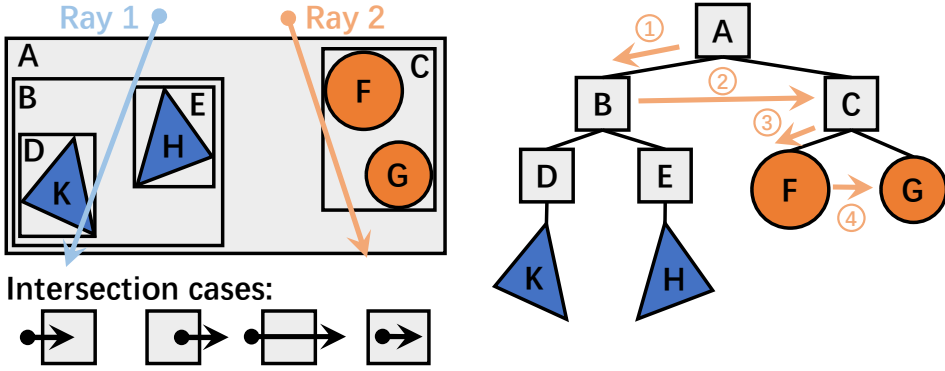 Ray 1
Ray 2
A
B
C
D
E
F
G
H
K
Intersection cases:
A
①
B
②
C
③
D
E
F
G
④
K
H